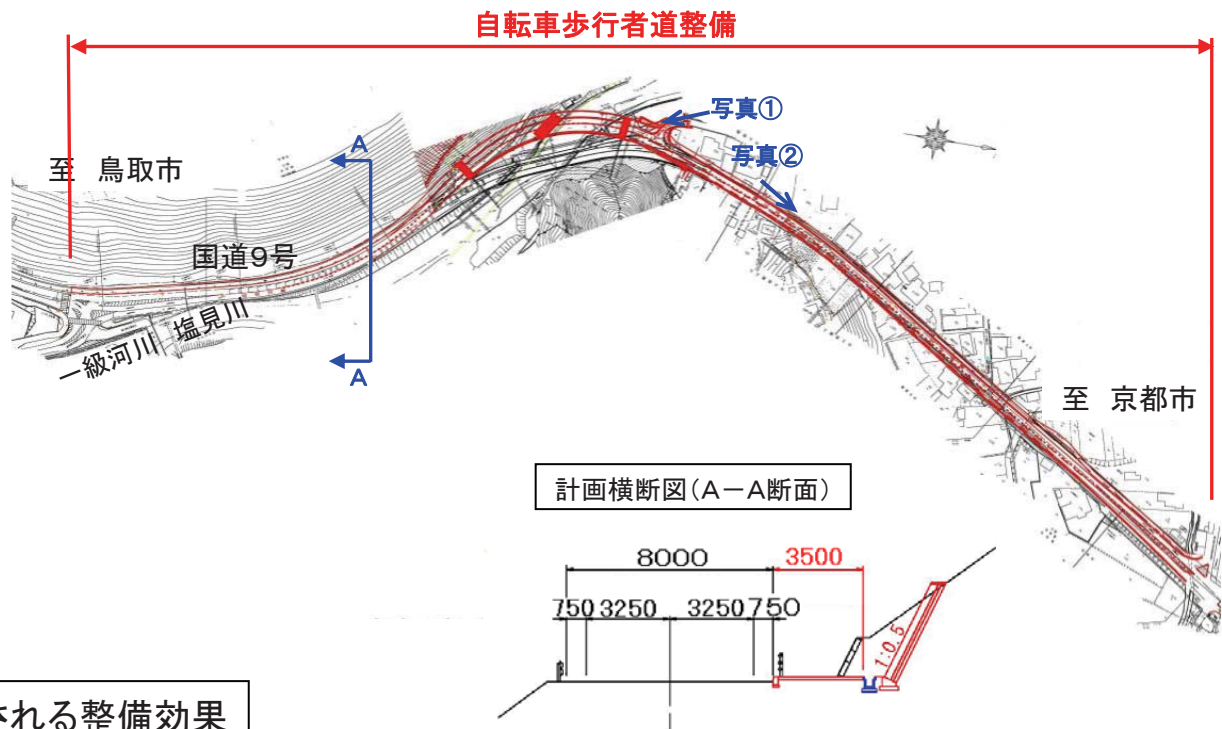 自転車歩行者道整備
写真①
A
至 鳥取市
写真②
国道9号
一級河川 塩見川
A
至 京都市
計画横断図(A-A断面)
8000
3500
750 3250
3250 750
1:0.5
される整備効果